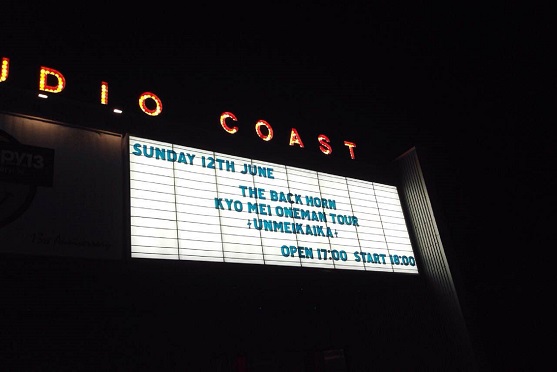 UDIO COAST
SUNDAY 12TH JUNE
THE BACK HORN
KYO MEI ONEMAN TOUR
UNMEIKAIKA
OPEN 17:00 START 18:00